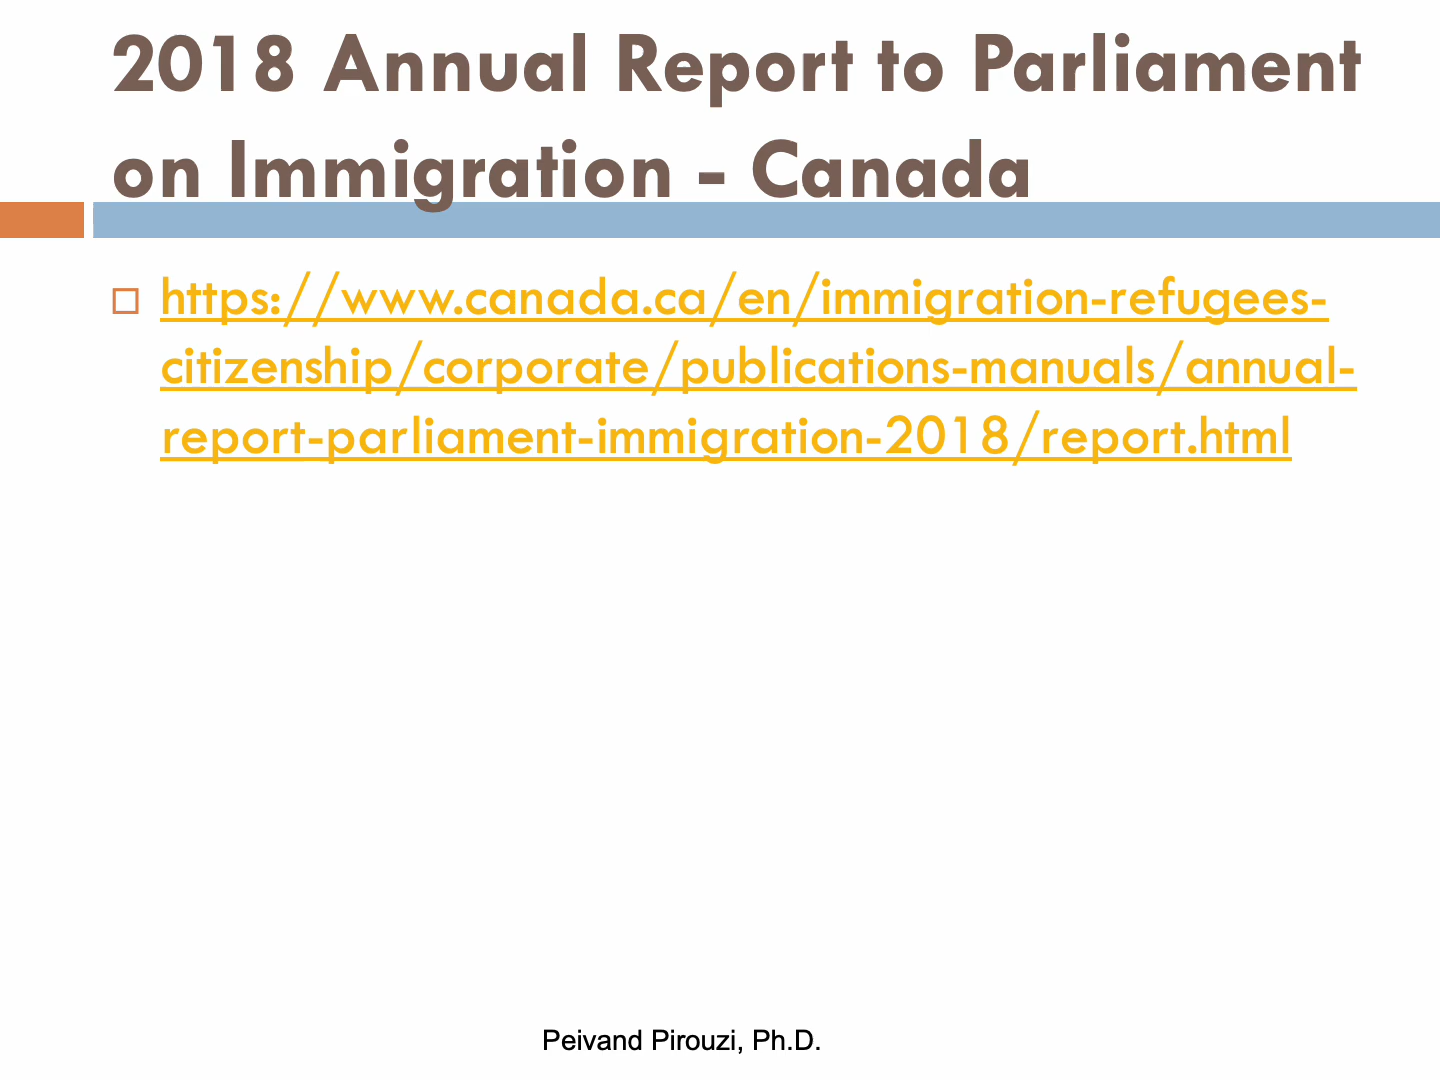 2018 Annual Report to Parliament
on Immigration - Canada
https://www.canada.ca/en/immigration-refugees-
citizenship/corporate/publications-manuals/annual-
report-parliament-immigration-2018/report.html
Peivand Pirouzi, Ph.D.